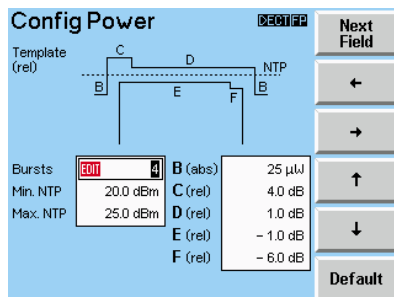 Config Power
DECT FP
Next Field
Template (rel)
C
D
NTP
B
E
F
B
←
→
↑
↓
Bursts EDIT 4
Min. NTP 20.0 dBm
Max. NTP 25.0 dBm
B (abs) 25 µW
C (rel) 4.0 dB
D (rel) 1.0 dB
E (rel) – 1.0 dB
F (rel) – 6.0 dB
Default